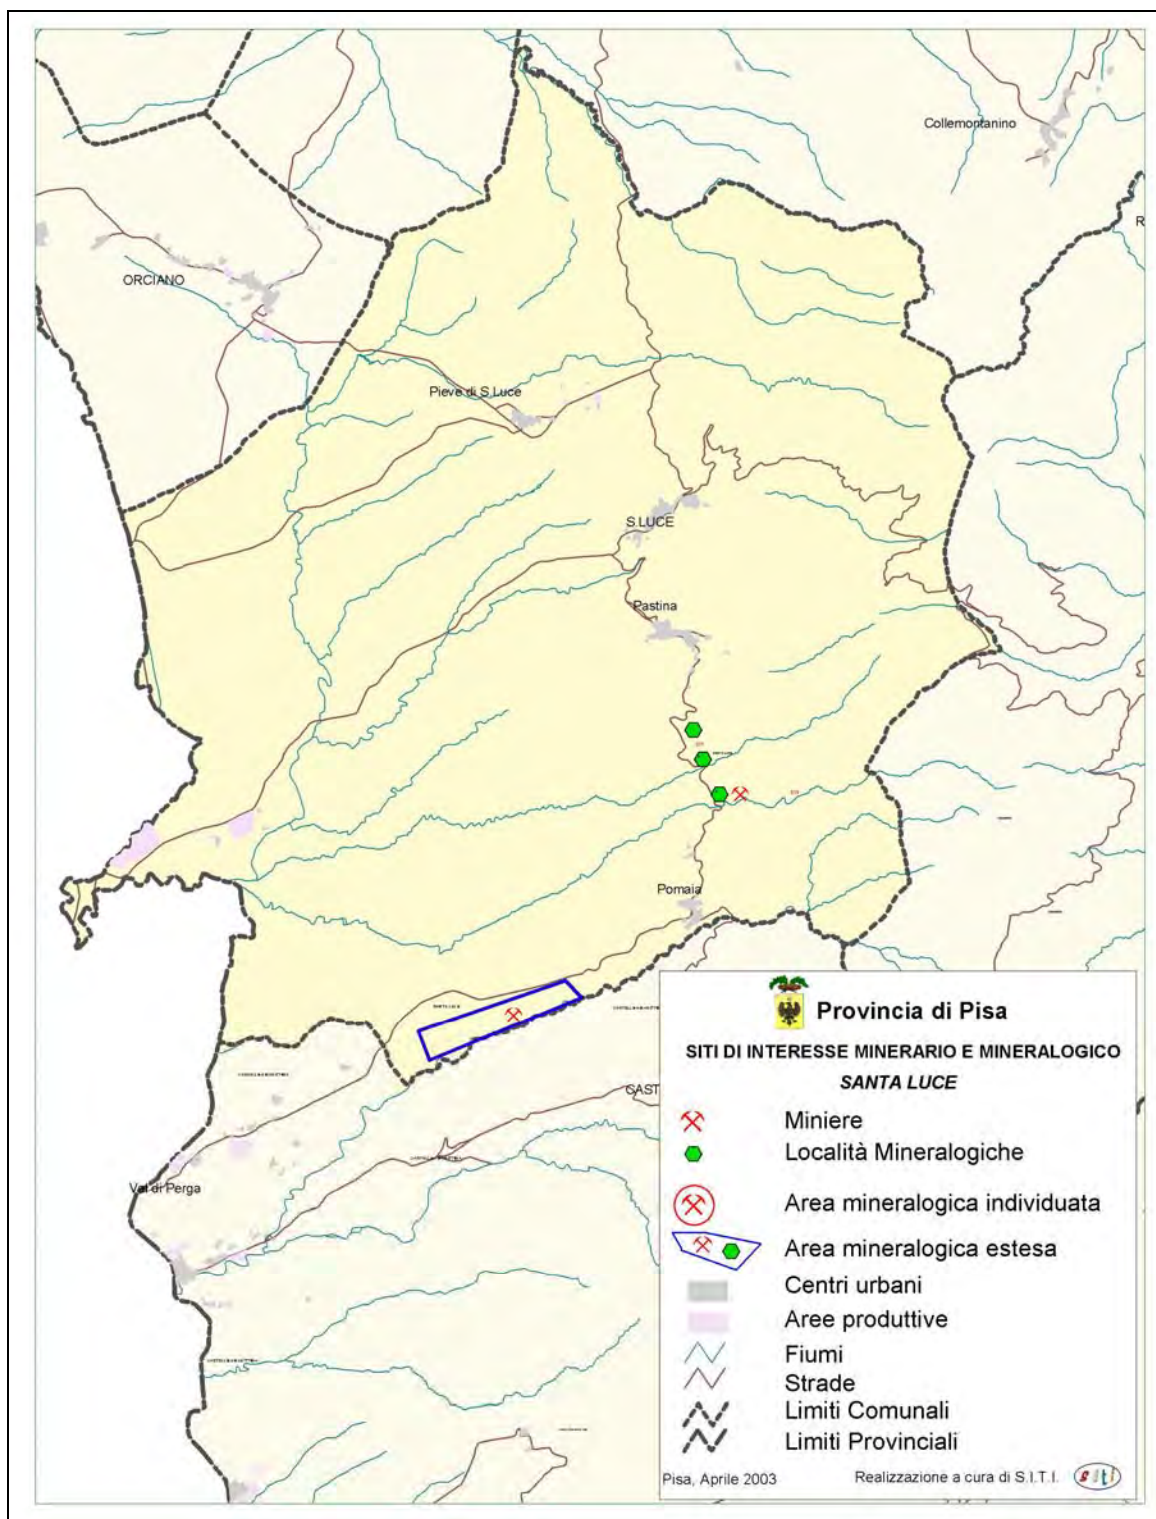 Collemontanino
R
ORCIANO
Pieve di S.Luce
S.LUCE
Pastina
Pomaia
CAST
Val di Perga
Provincia di Pisa
SITI DI INTERESSE MINERARIO E MINERALOGICO
SANTA LUCE
Miniere
Località Mineralogiche
Area mineralogica individuata
Area mineralogica estesa
Centri urbani
Aree produttive
Fiumi
Strade
Limiti Comunali
Limiti Provinciali
Pisa, Aprile 2003
Realizzazione a cura di S.I.T.I.
siti